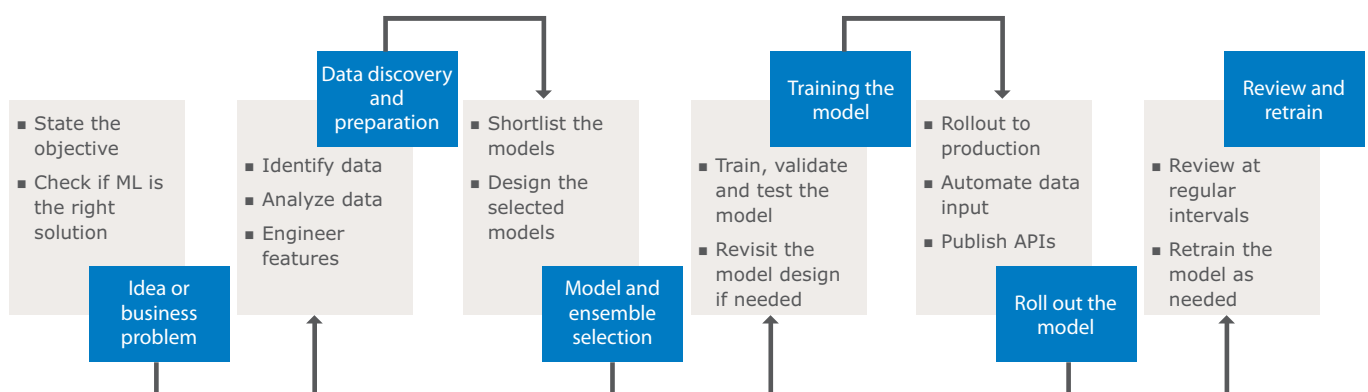 State the
objective
Check if ML is
the right
solution
Idea or
business
problem
Data discovery
and
preparation
Identify data
Analyze data
Engineer
features
Shortlist the
models
Design the
selected
models
Model and
ensemble
selection
Training the
model
Train, validate
and test the
model
Revisit the
model design
if needed
Rollout to
production
Automate data
input
Publish APIs
Roll out the
model
Review and
retrain
Review at
regular
intervals
Retrain the
model as
needed